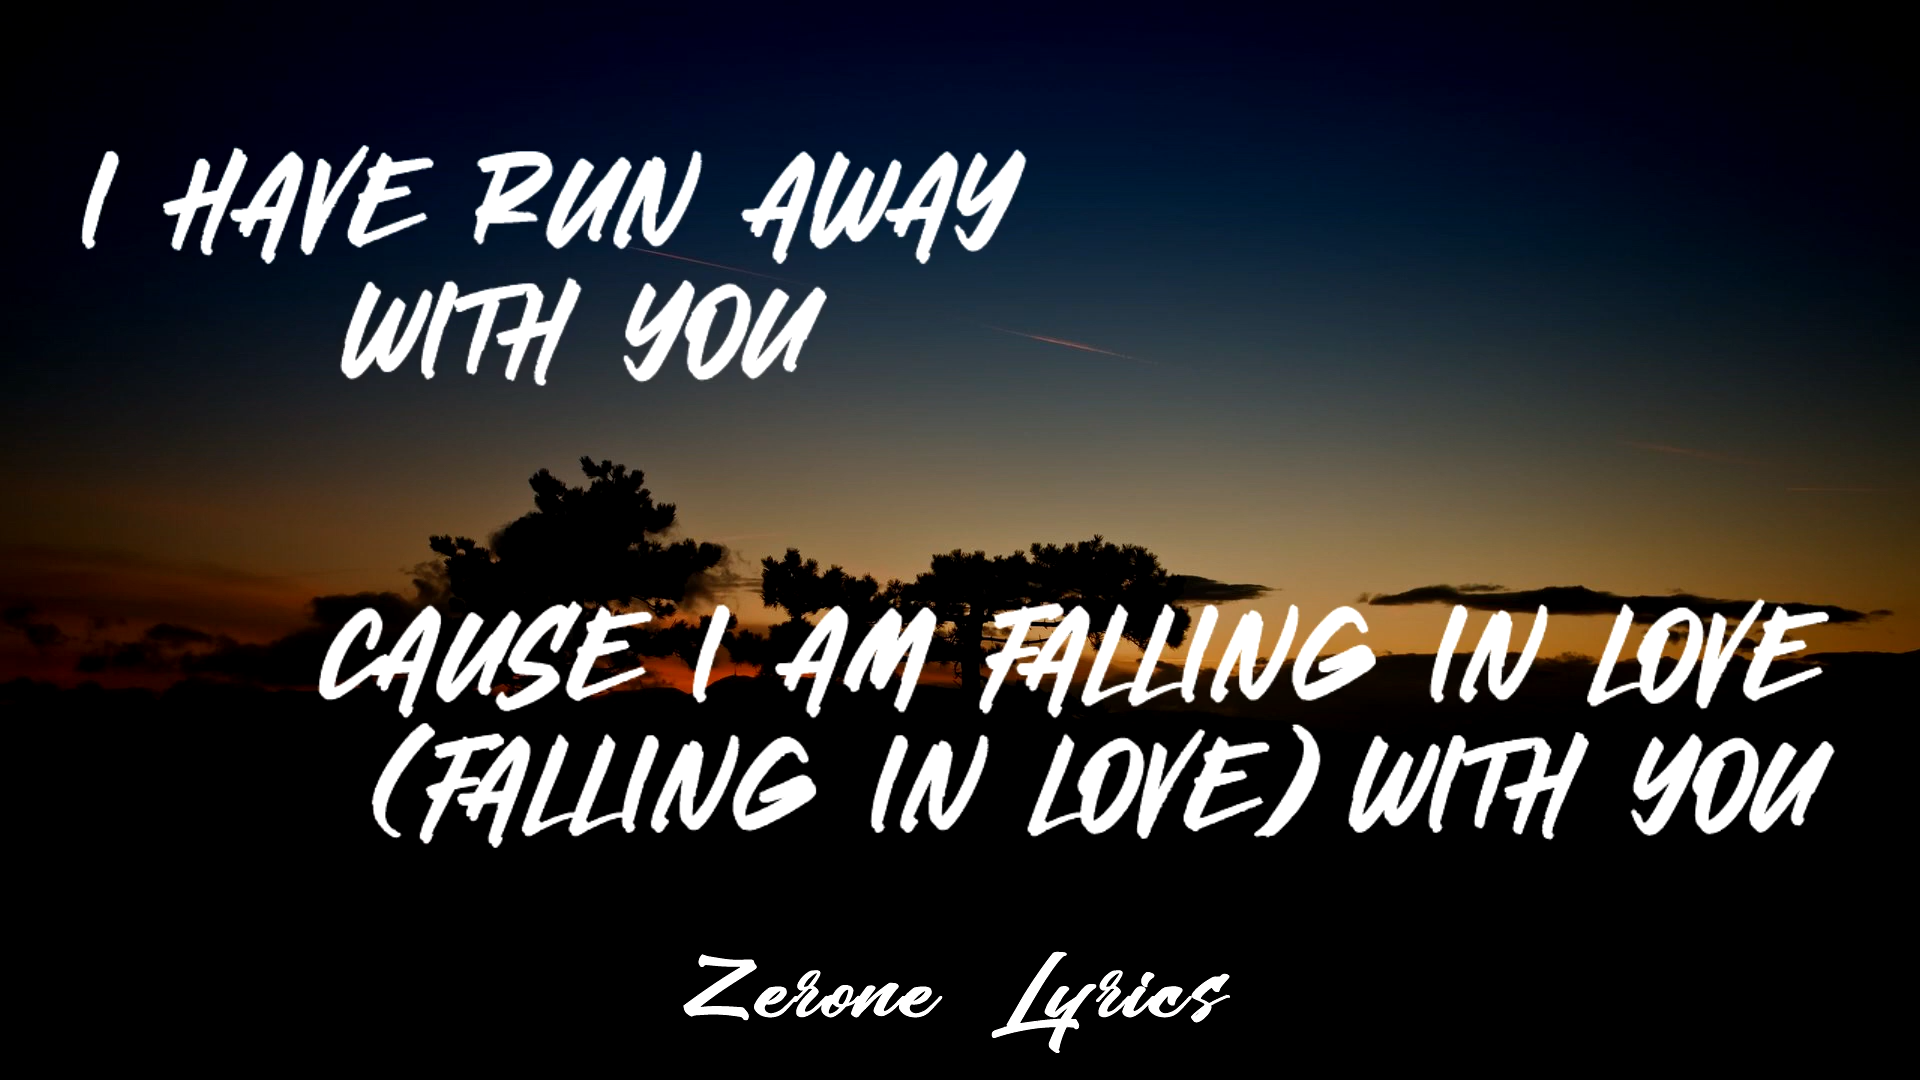 I HAVE RUN AWAY
WITH YOU
CAUSE I AM FALLING IN LOVE
(FALLING IN LOVE) WITH YOU
Zerone Lyrics